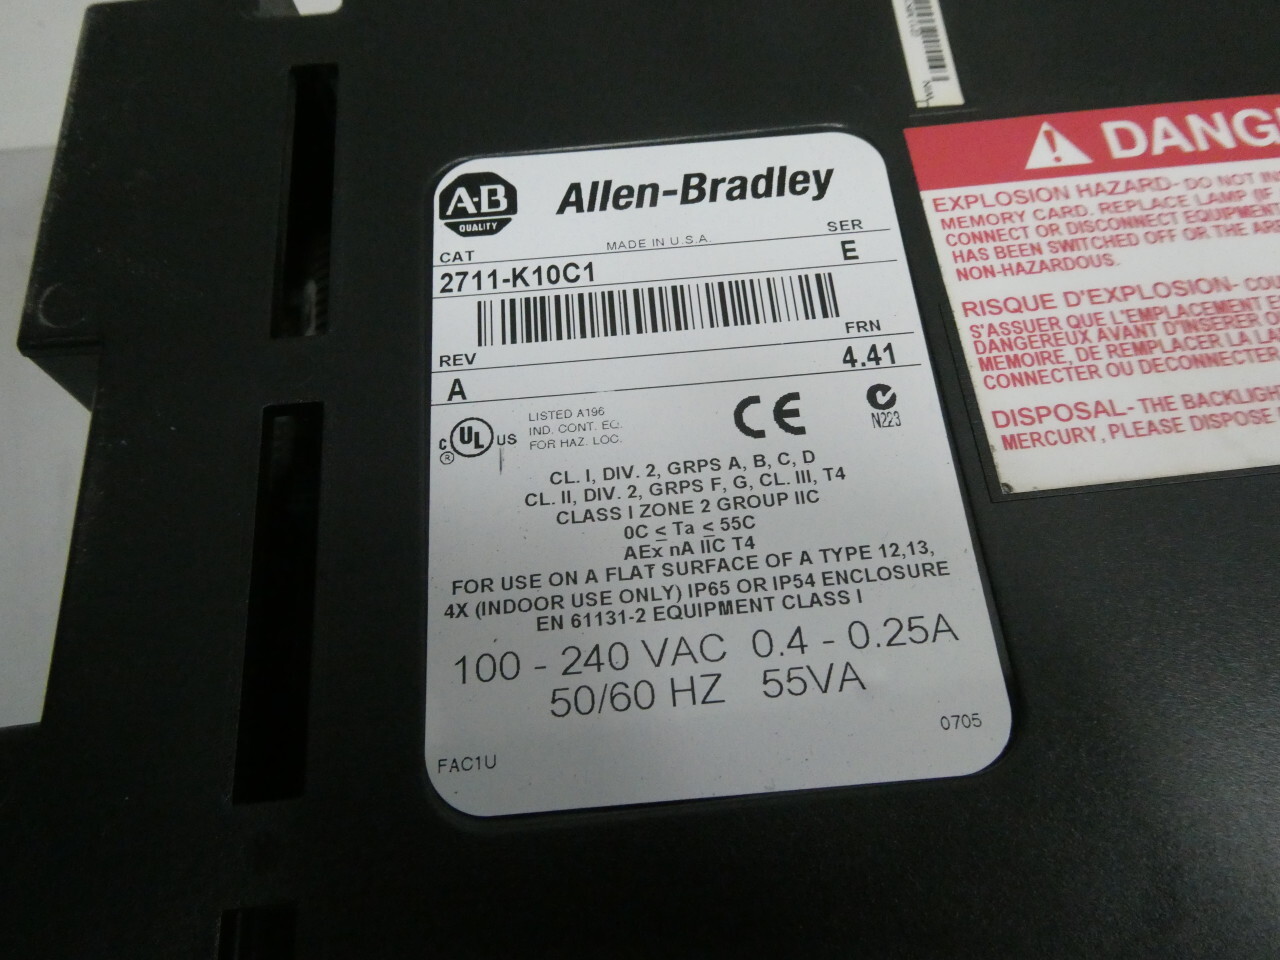 A-B
QUALITY
Allen-Bradley
MADE IN U.S.A.
CAT
SER
2711-K10C1
E
REV
FRN
A
4.41
C UL US
®
LISTED A196
IND. CONT. EQ.
FOR HAZ. LOC.
CE
N223
CL. I, DIV. 2, GRPS A, B, C, D
CL. II, DIV. 2, GRPS F, G, CL. III, T4
CLASS I ZONE 2 GROUP IIC
0C ≤ Ta ≤ 55C
AEx nA IIC T4
FOR USE ON A FLAT SURFACE OF A TYPE 12,13,
4X (INDOOR USE ONLY) IP65 OR IP54 ENCLOSURE
EN 61131-2 EQUIPMENT CLASS I
100 - 240 VAC 0.4 - 0.25A
50/60 HZ 55VA
FAC1U
0705
DANG
EXPLOSION HAZARD- DO NOT IN
MEMORY CARD. REPLACE LAMP (IF
CONNECT OR DISCONNECT EQUIPMENT
HAS BEEN SWITCHED OFF OR THE AR
NON-HAZARDOUS.
RISQUE D'EXPLOSION- CO
S'ASSUER QUE L'EMPLACEMENT E
DANGEREUX AVANT D'INSERER O
MEMOIRE, DE REMPLACER LA LA
CONNECTER OU DECONNECTER
DISPOSAL- THE BACKLIGH
MERCURY, PLEASE DISPOSE